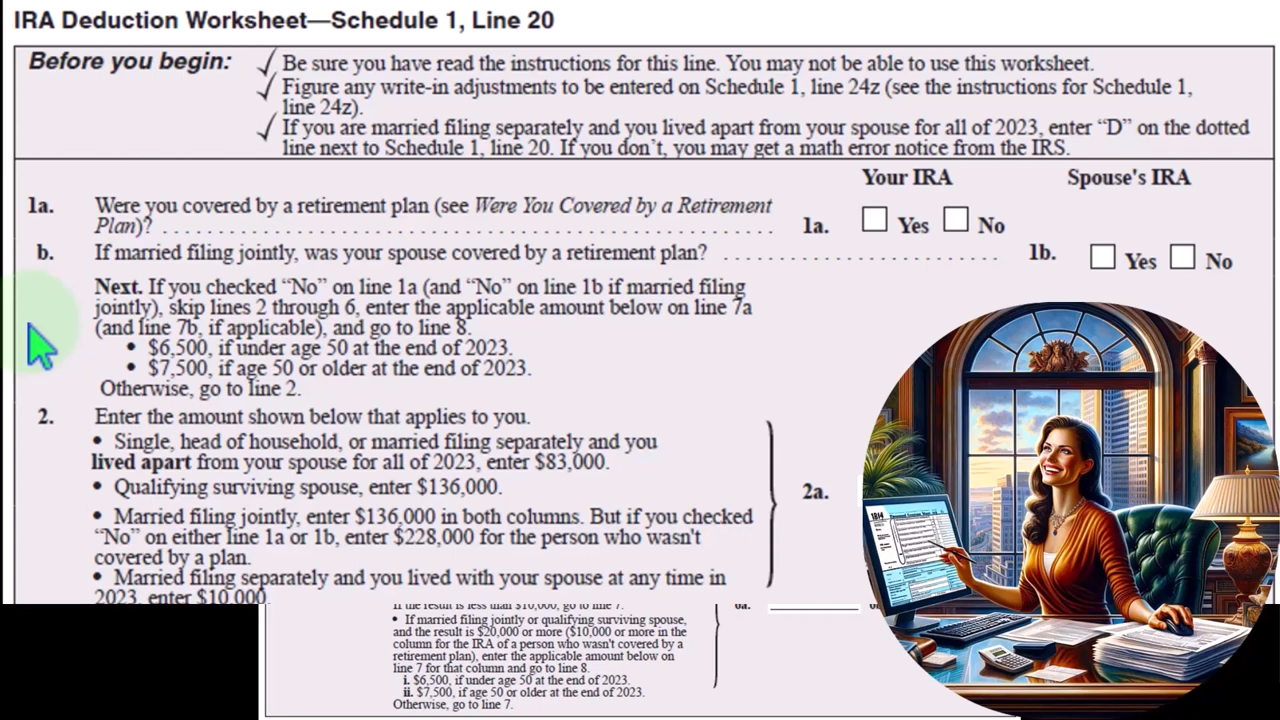 IRA Deduction Worksheet—Schedule 1, Line 20
Before you begin:
✓ Be sure you have read the instructions for this line. You may not be able to use this worksheet.
✓ Figure any write-in adjustments to be entered on Schedule 1, line 24z (see the instructions for Schedule 1,
line 24z).
✓ If you are married filing separately and you lived apart from your spouse for all of 2023, enter “D” on the dotted
line next to Schedule 1, line 20. If you don’t, you may get a math error notice from the IRS.
Your IRA Spouse's IRA
1a. Were you covered by a retirement plan (see Were You Covered by a Retirement
Plan)? 1a. Yes No
b. If married filing jointly, was your spouse covered by a retirement plan? 1b. Yes No
Next. If you checked “No” on line 1a (and “No” on line 1b if married filing
jointly), skip lines 2 through 6, enter the applicable amount below on line 7a
(and line 7b, if applicable), and go to line 8.
• $6,500, if under age 50 at the end of 2023.
• $7,500, if age 50 or older at the end of 2023.
Otherwise, go to line 2.
2. Enter the amount shown below that applies to you.
• Single, head of household, or married filing separately and you
lived apart from your spouse for all of 2023, enter $83,000.
• Qualifying surviving spouse, enter $136,000.
2a.
• Married filing jointly, enter $136,000 in both columns. But if you checked
“No” on either line 1a or 1b, enter $228,000 for the person who wasn't
covered by a plan.
• Married filing separately and you lived with your spouse at any time in
2023, enter $10,000
If the result is less than $10,000, go to line 7.
• If married filing jointly or qualifying surviving spouse,
and the result is $20,000 or more ($10,000 or more in the
column for the IRA of a person who wasn't covered by a
retirement plan), enter the applicable amount below on
line 7 for that column and go to line 8.
i. $6,500, if under age 50 at the end of 2023.
ii. $7,500, if age 50 or older at the end of 2023.
Otherwise, go to line 7.